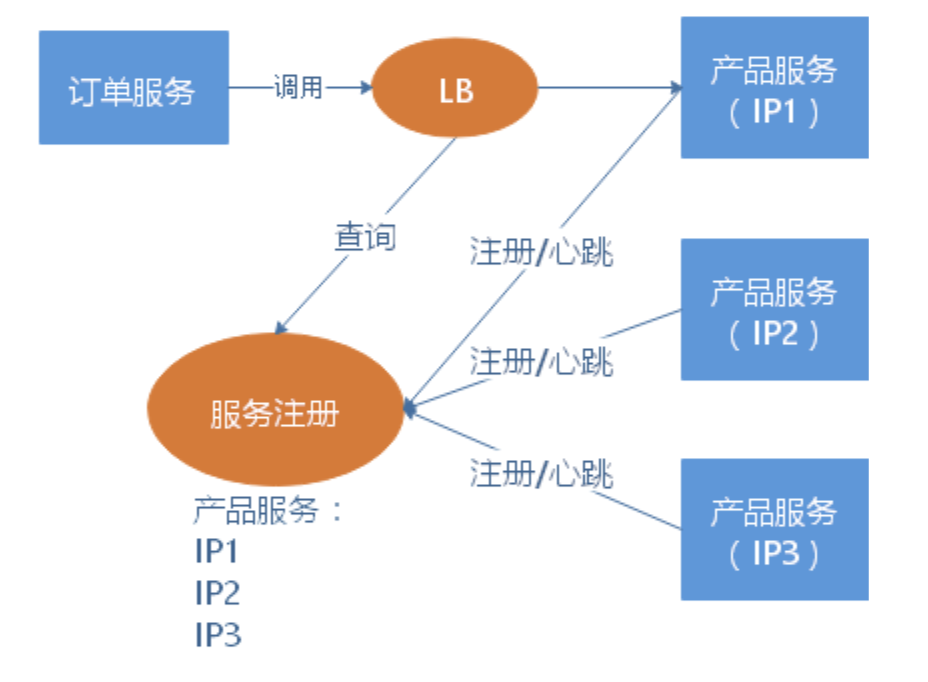 订单服务
调用
LB
产品服务
（ IP1 ）
查询
注册/心跳
产品服务
（ IP2 ）
注册/心跳
服务注册
注册/心跳
产品服务
（ IP3 ）
产品服务：
IP1
IP2
IP3